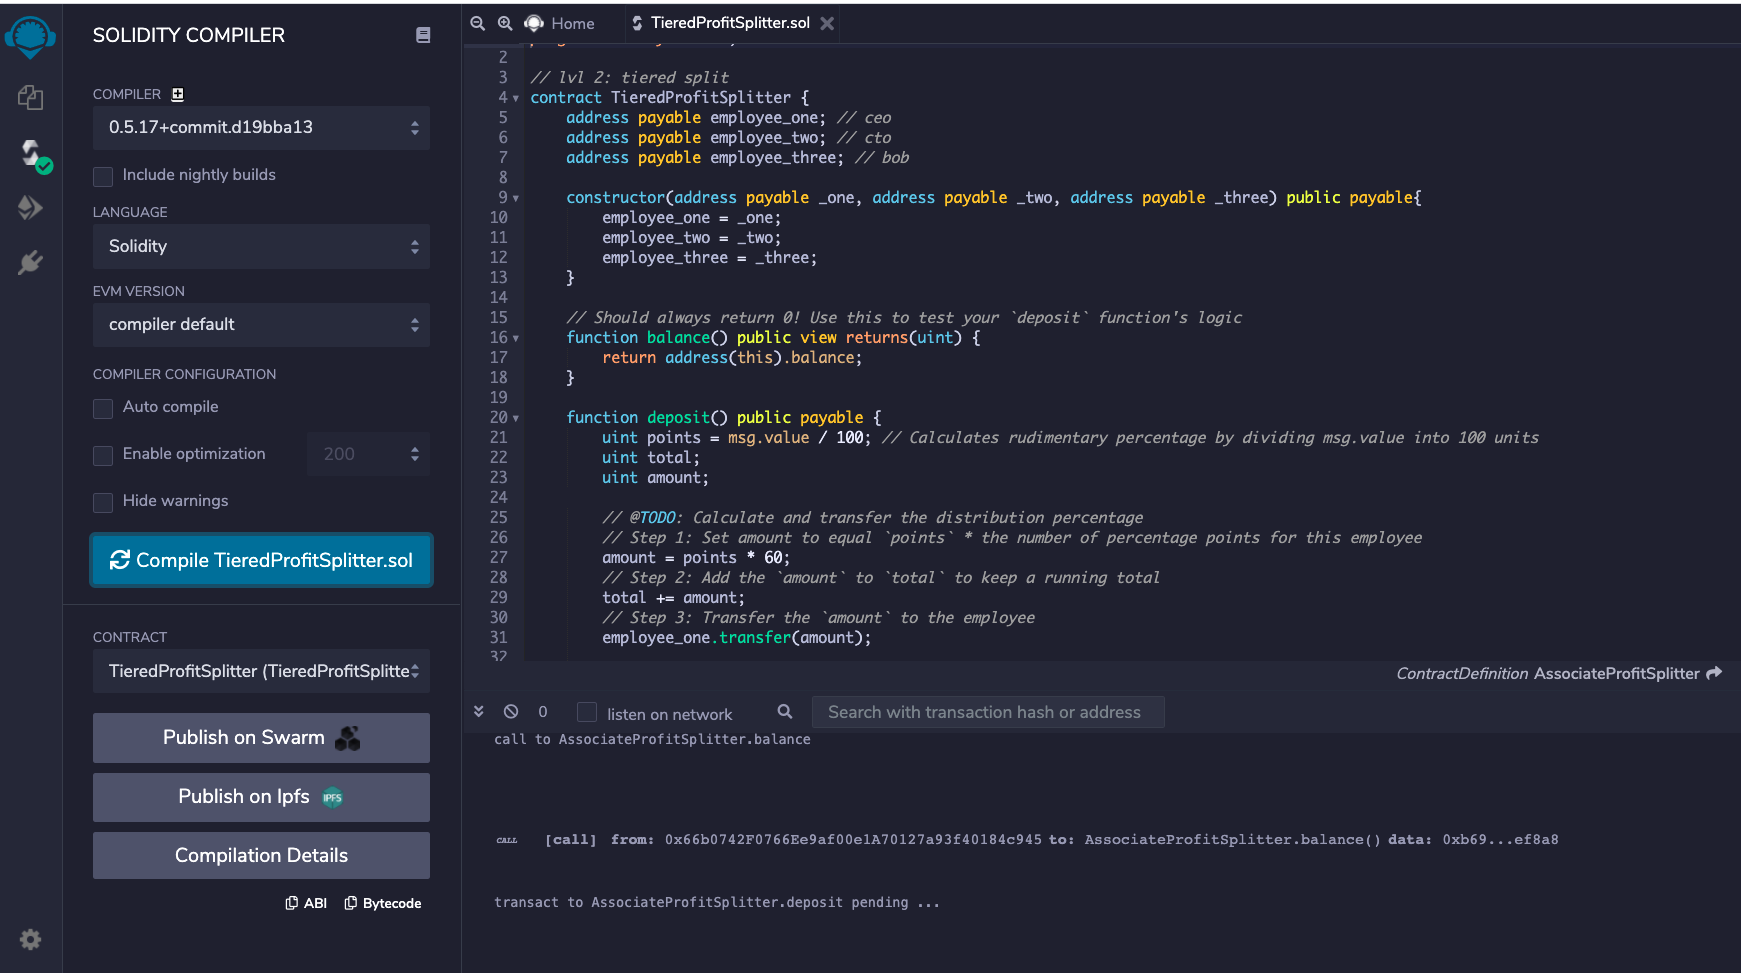 SOLIDITY COMPILER
COMPILER
0.5.17+commit.d19bba13
Include nightly builds
LANGUAGE
Solidity
EVM VERSION
compiler default
COMPILER CONFIGURATION
Auto compile
Enable optimization 200
Hide warnings
Compile TieredProfitSplitter.sol
CONTRACT
TieredProfitSplitter (TieredProfitSplitte
Publish on Swarm
Publish on Ipfs IPFS
Compilation Details
ABI Bytecode
Home TieredProfitSplitter.sol
2
3 // lvl 2: tiered split
4 contract TieredProfitSplitter {
5 address payable employee_one; // ceo
6 address payable employee_two; // cto
7 address payable employee_three; // bob
8
9 constructor(address payable _one, address payable _two, address payable _three) public payable{
10 employee_one = _one;
11 employee_two = _two;
12 employee_three = _three;
13 }
14
15 // Should always return 0! Use this to test your `deposit` function's logic
16 function balance() public view returns(uint) {
17 return address(this).balance;
18 }
19
20 function deposit() public payable {
21 uint points = msg.value / 100; // Calculates rudimentary percentage by dividing msg.value into 100 units
22 uint total;
23 uint amount;
24
25 // @TODO: Calculate and transfer the distribution percentage
26 // Step 1: Set amount to equal `points` * the number of percentage points for this employee
27 amount = points * 60;
28 // Step 2: Add the `amount` to `total` to keep a running total
29 total += amount;
30 // Step 3: Transfer the `amount` to the employee
31 employee_one.transfer(amount);
32
ContractDefinition AssociateProfitSplitter
0 listen on network Search with transaction hash or address
call to AssociateProfitSplitter.balance
CALL [call] from: 0x66b0742F0766Ee9af00e1A70127a93f40184c945 to: AssociateProfitSplitter.balance() data: 0xb69...ef8a8
transact to AssociateProfitSplitter.deposit pending ...